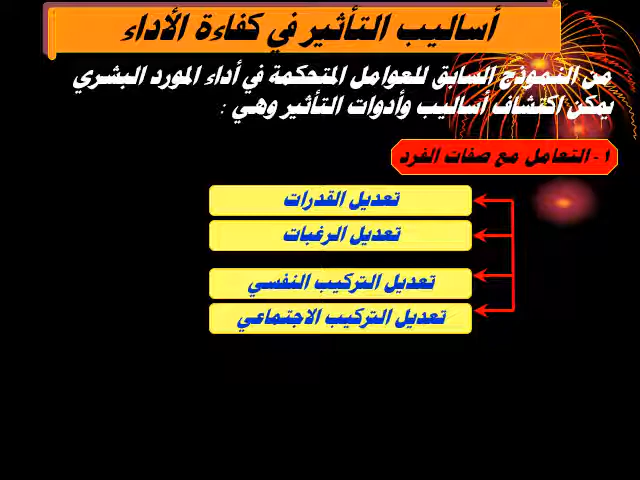 أساليب التأثير في كفاءة الأداء
من النموذج السابق للعوامل المتحكمة في أداء المورد البشري
يمكن اكتشاف أساليب وأدوات التأثير وهي :
١- التعامل مع صفات الفرد
تعديل القدرات
تعديل الرغبات
تعديل التركيب النفسي
تعديل التركيب الاجتماعي